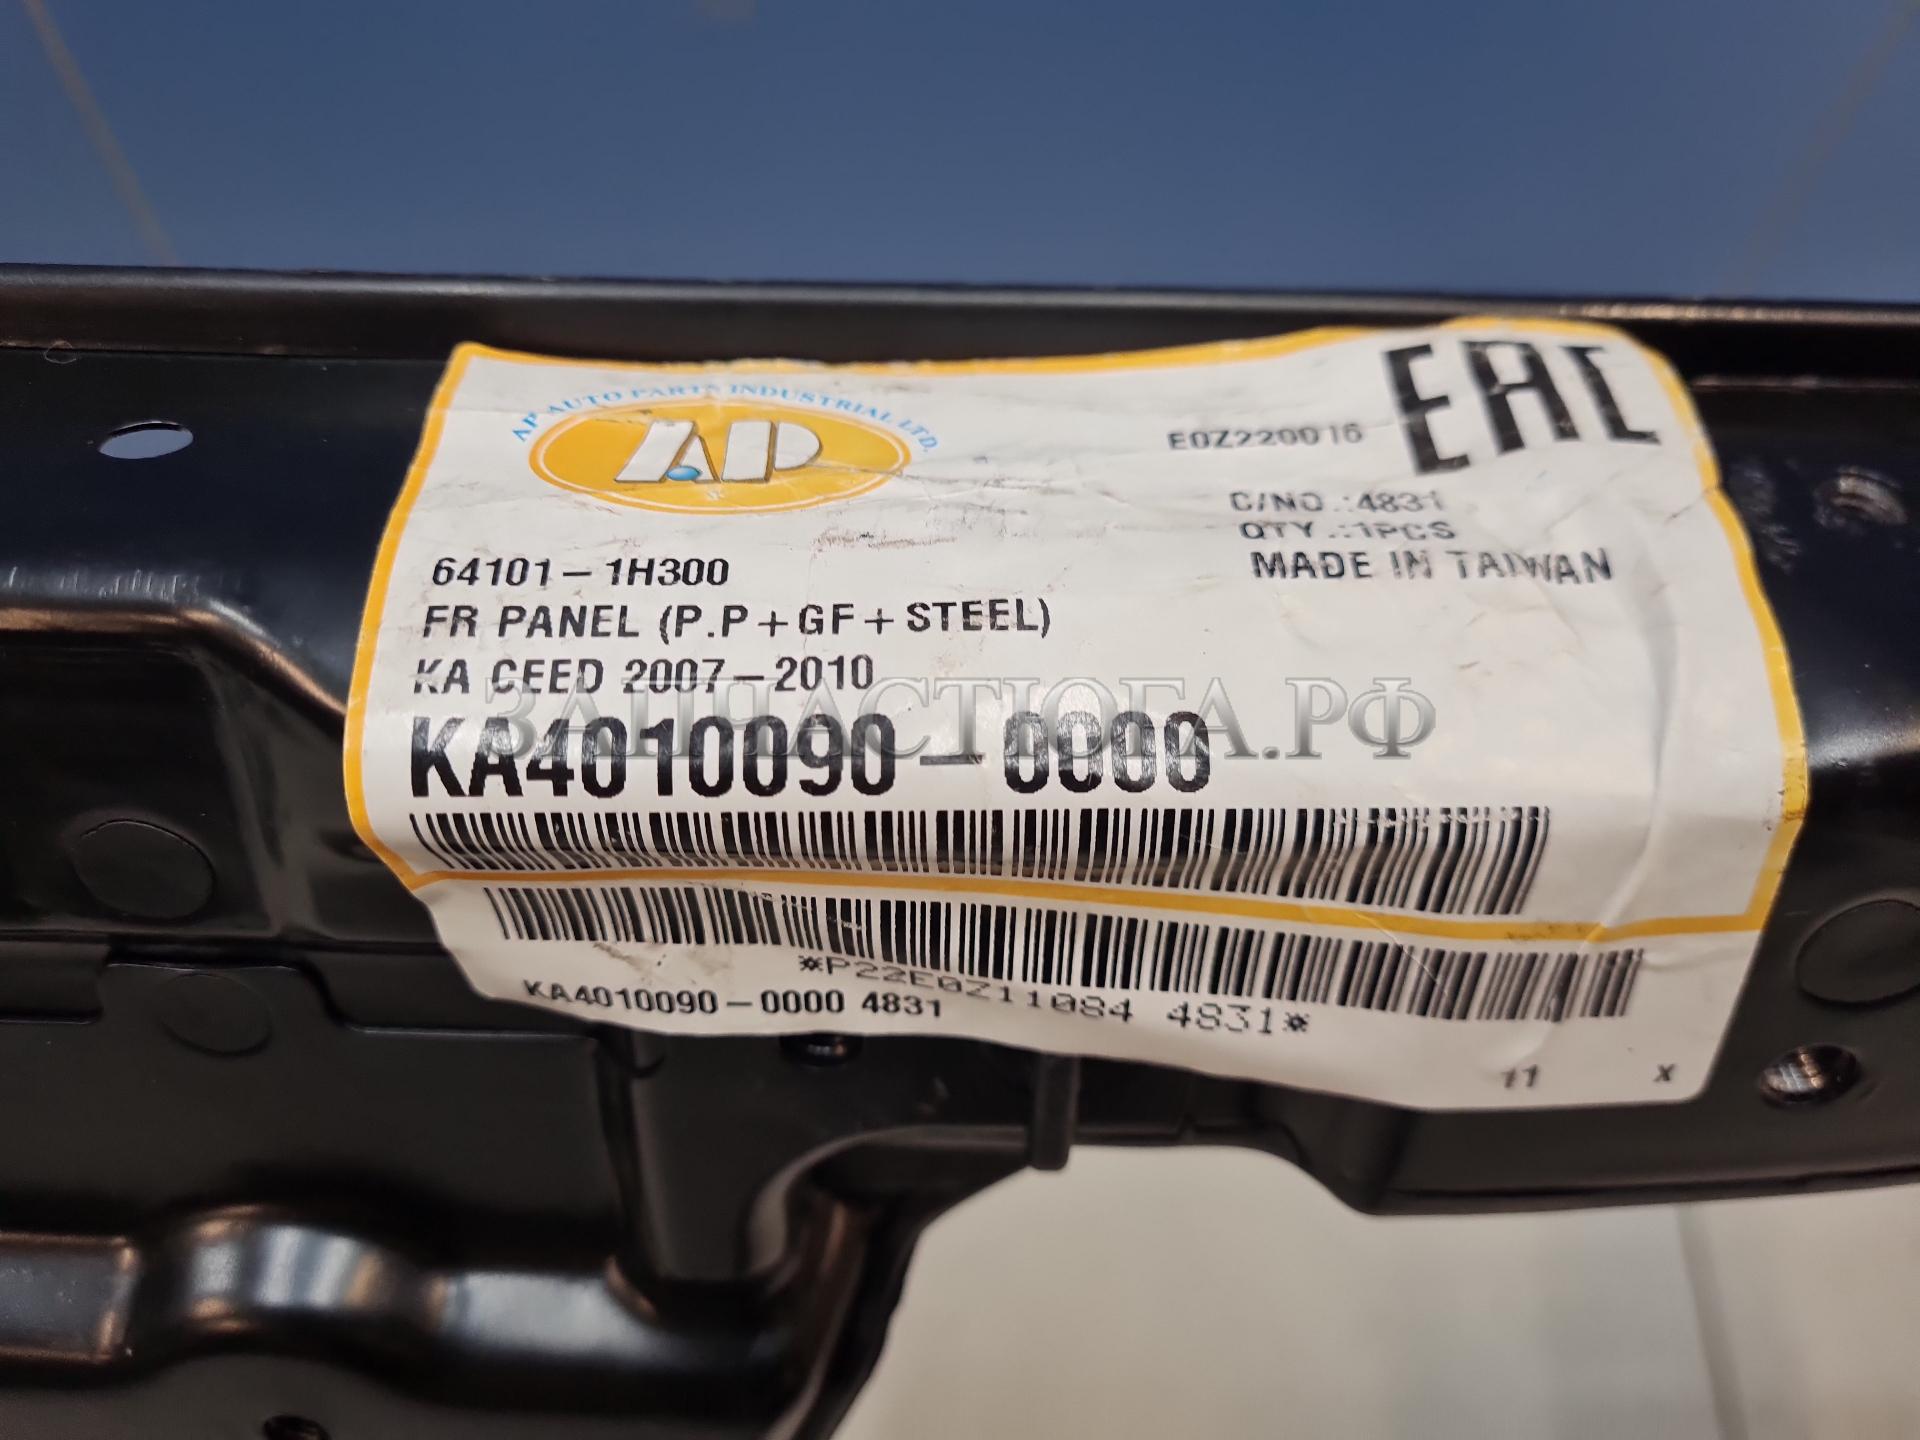 AP AUTO PARTS INDUSTRIAL LTD.
AP
EAC
E0Z220016
C/NO.:4831
QTY.:1PCS
MADE IN TAIWAN
64101-1H300
FR PANEL (P.P+GF+STEEL)
KA CEED 2007-2010
ЗАПЧАСТЮГА.РФ
KA4010090-0000
*P22E0Z11084 4831*
KA4010090-0000 4831
11 x